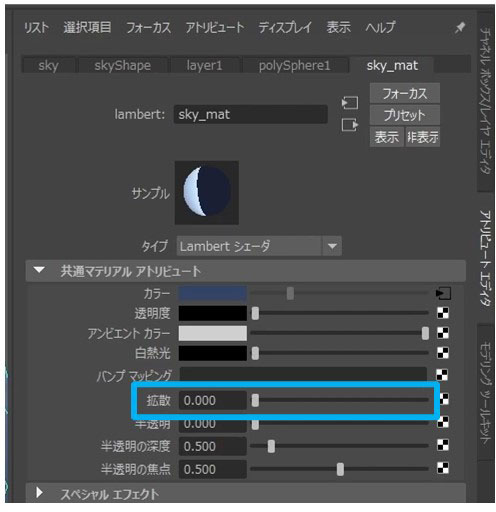 リスト 選択項目 フォーカス アトリビュート ディスプレイ 表示 ヘルプ
sky skyShape layer1 polySphere1 sky_mat
フォーカス
lambert: sky_mat
プリセット
表示 非表示
サンプル
タイプ Lambert シェーダ
共通マテリアル アトリビュート
カラー
透明度
アンビエント カラー
白熱光
バンプ マッピング
拡散 0.000
半透明 0.000
半透明の深度 0.500
半透明の焦点 0.500
スペシャル エフェクト
チャネル ボックス/レイヤ エディタ
アトリビュート エディタ
モデリング ツールキット